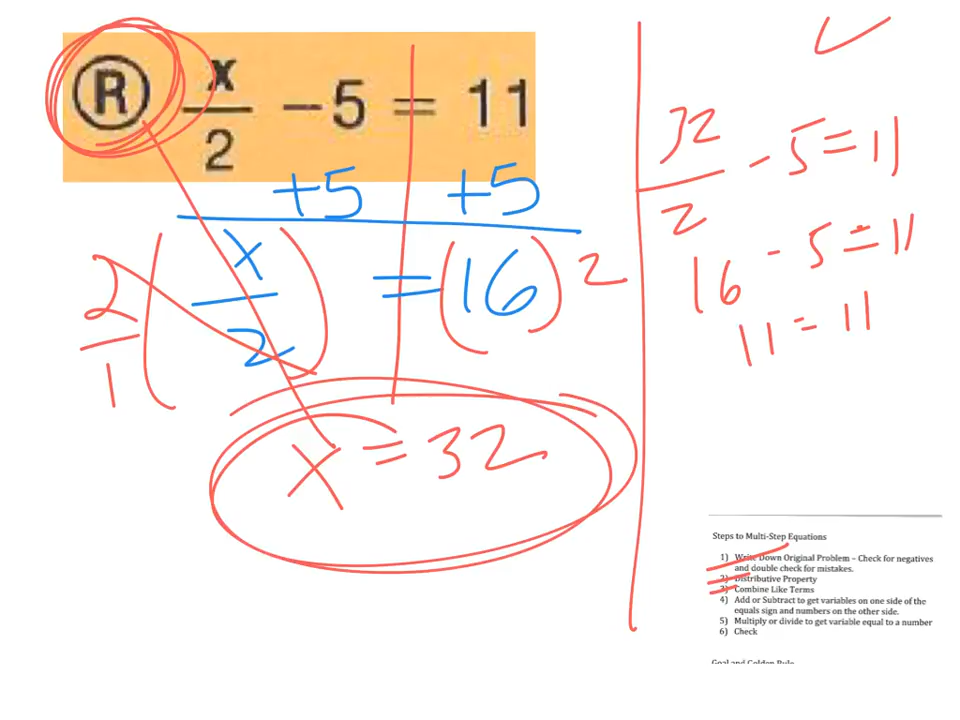 Ⓡ x/2 - 5 = 11
+5 +5
2/1 ( x/2 ) = (16) 2
x = 32
32/2 - 5 = 11
16 - 5 = 11
11 = 11
Steps to Multi-Step Equations
1) Write Down Original Problem – Check for negatives
and double check for mistakes.
2) Distributive Property
3) Combine Like Terms
4) Add or Subtract to get variables on one side of the
equals sign and numbers on the other side.
5) Multiply or divide to get variable equal to a number
6) Check
Goal and Golden Rule